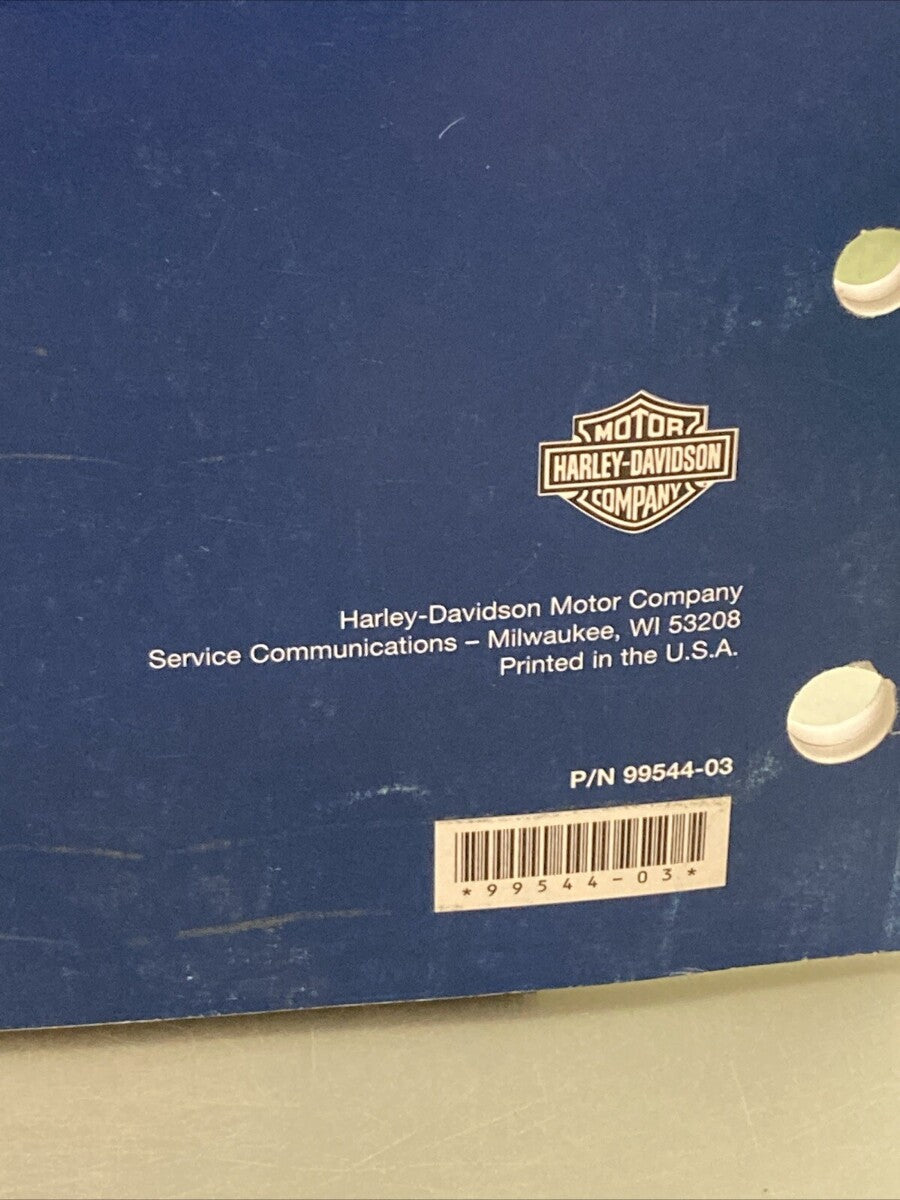 MOTOR
HARLEY-DAVIDSON
COMPANY
Harley-Davidson Motor Company
Service Communications – Milwaukee, WI 53208
Printed in the U.S.A.
P/N 99544-03
*99544-03*